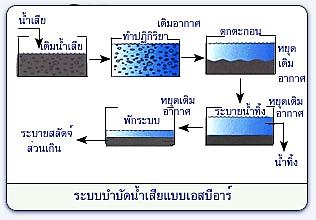 น้ำเสีย
เติมน้ำเสีย
เติมอากาศ
ทำปฏิกิริยา
ตกตะกอน
หยุด
เติม
อากาศ
หยุดเติม
อากาศ
ระบายน้ำทิ้ง
น้ำทิ้ง
หยุดเติม
อากาศ
พักระบบ
ระบายสลัดจ์
ส่วนเกิน
ระบบบำบัดน้ำเสียแบบเอสบีอาร์